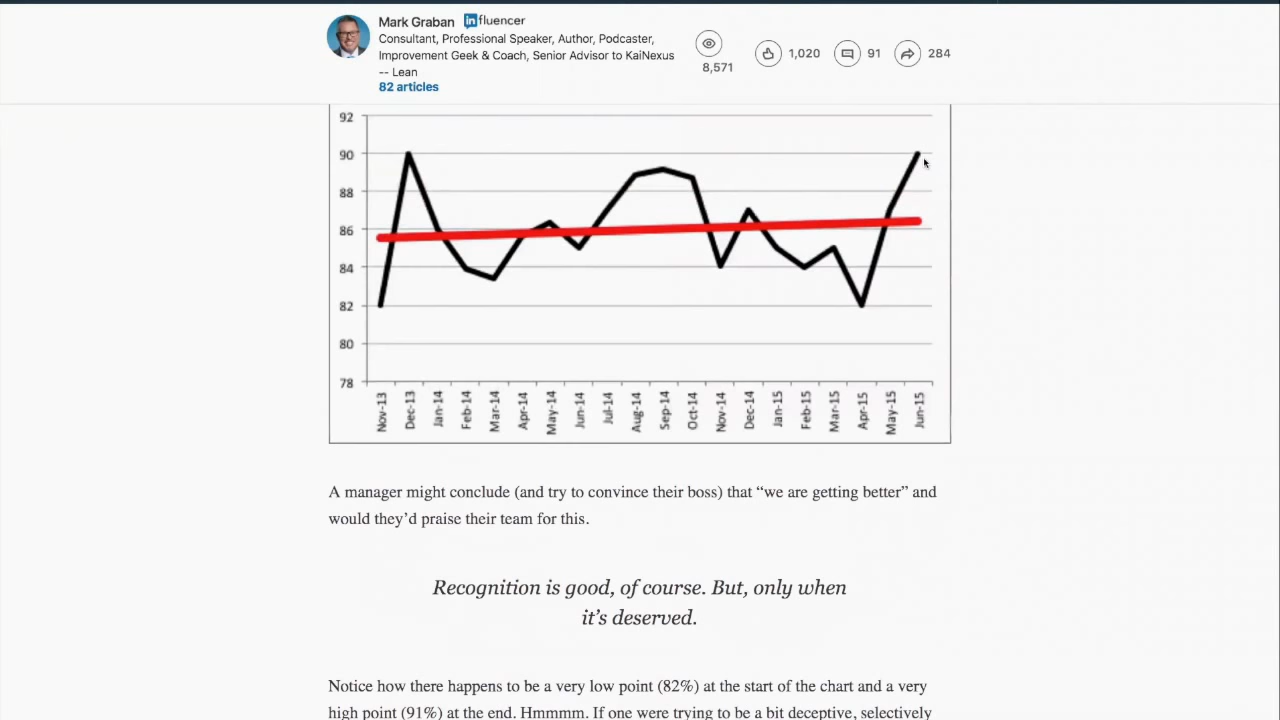 Mark Graban influencer
Consultant, Professional Speaker, Author, Podcaster,
Improvement Geek & Coach, Senior Advisor to KaiNexus
-- Lean
82 articles
8,571
1,020
91
284
92
90
88
86
84
82
80
78
Nov-13
Dec-13
Jan-14
Feb-14
Mar-14
Apr-14
May-14
Jun-14
Jul-14
Aug-14
Sep-14
Oct-14
Nov-14
Dec-14
Jan-15
Feb-15
Mar-15
Apr-15
May-15
Jun-15
A manager might conclude (and try to convince their boss) that “we are getting better” and
would they’d praise their team for this.
Recognition is good, of course. But, only when
it’s deserved.
Notice how there happens to be a very low point (82%) at the start of the chart and a very
high point (91%) at the end. Hmmmm. If one were trying to be a bit deceptive, selectively